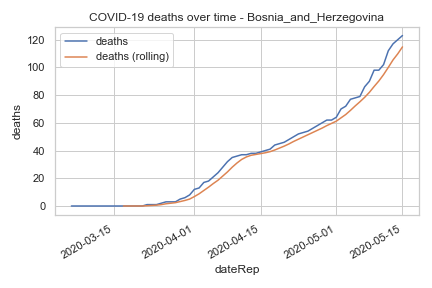 COVID-19 deaths over time - Bosnia_and_Herzegovina
deaths
deaths (rolling)
120
100
80
60
40
20
0
deaths
2020-03-15
2020-04-01
2020-04-15
2020-05-01
2020-05-15
dateRep